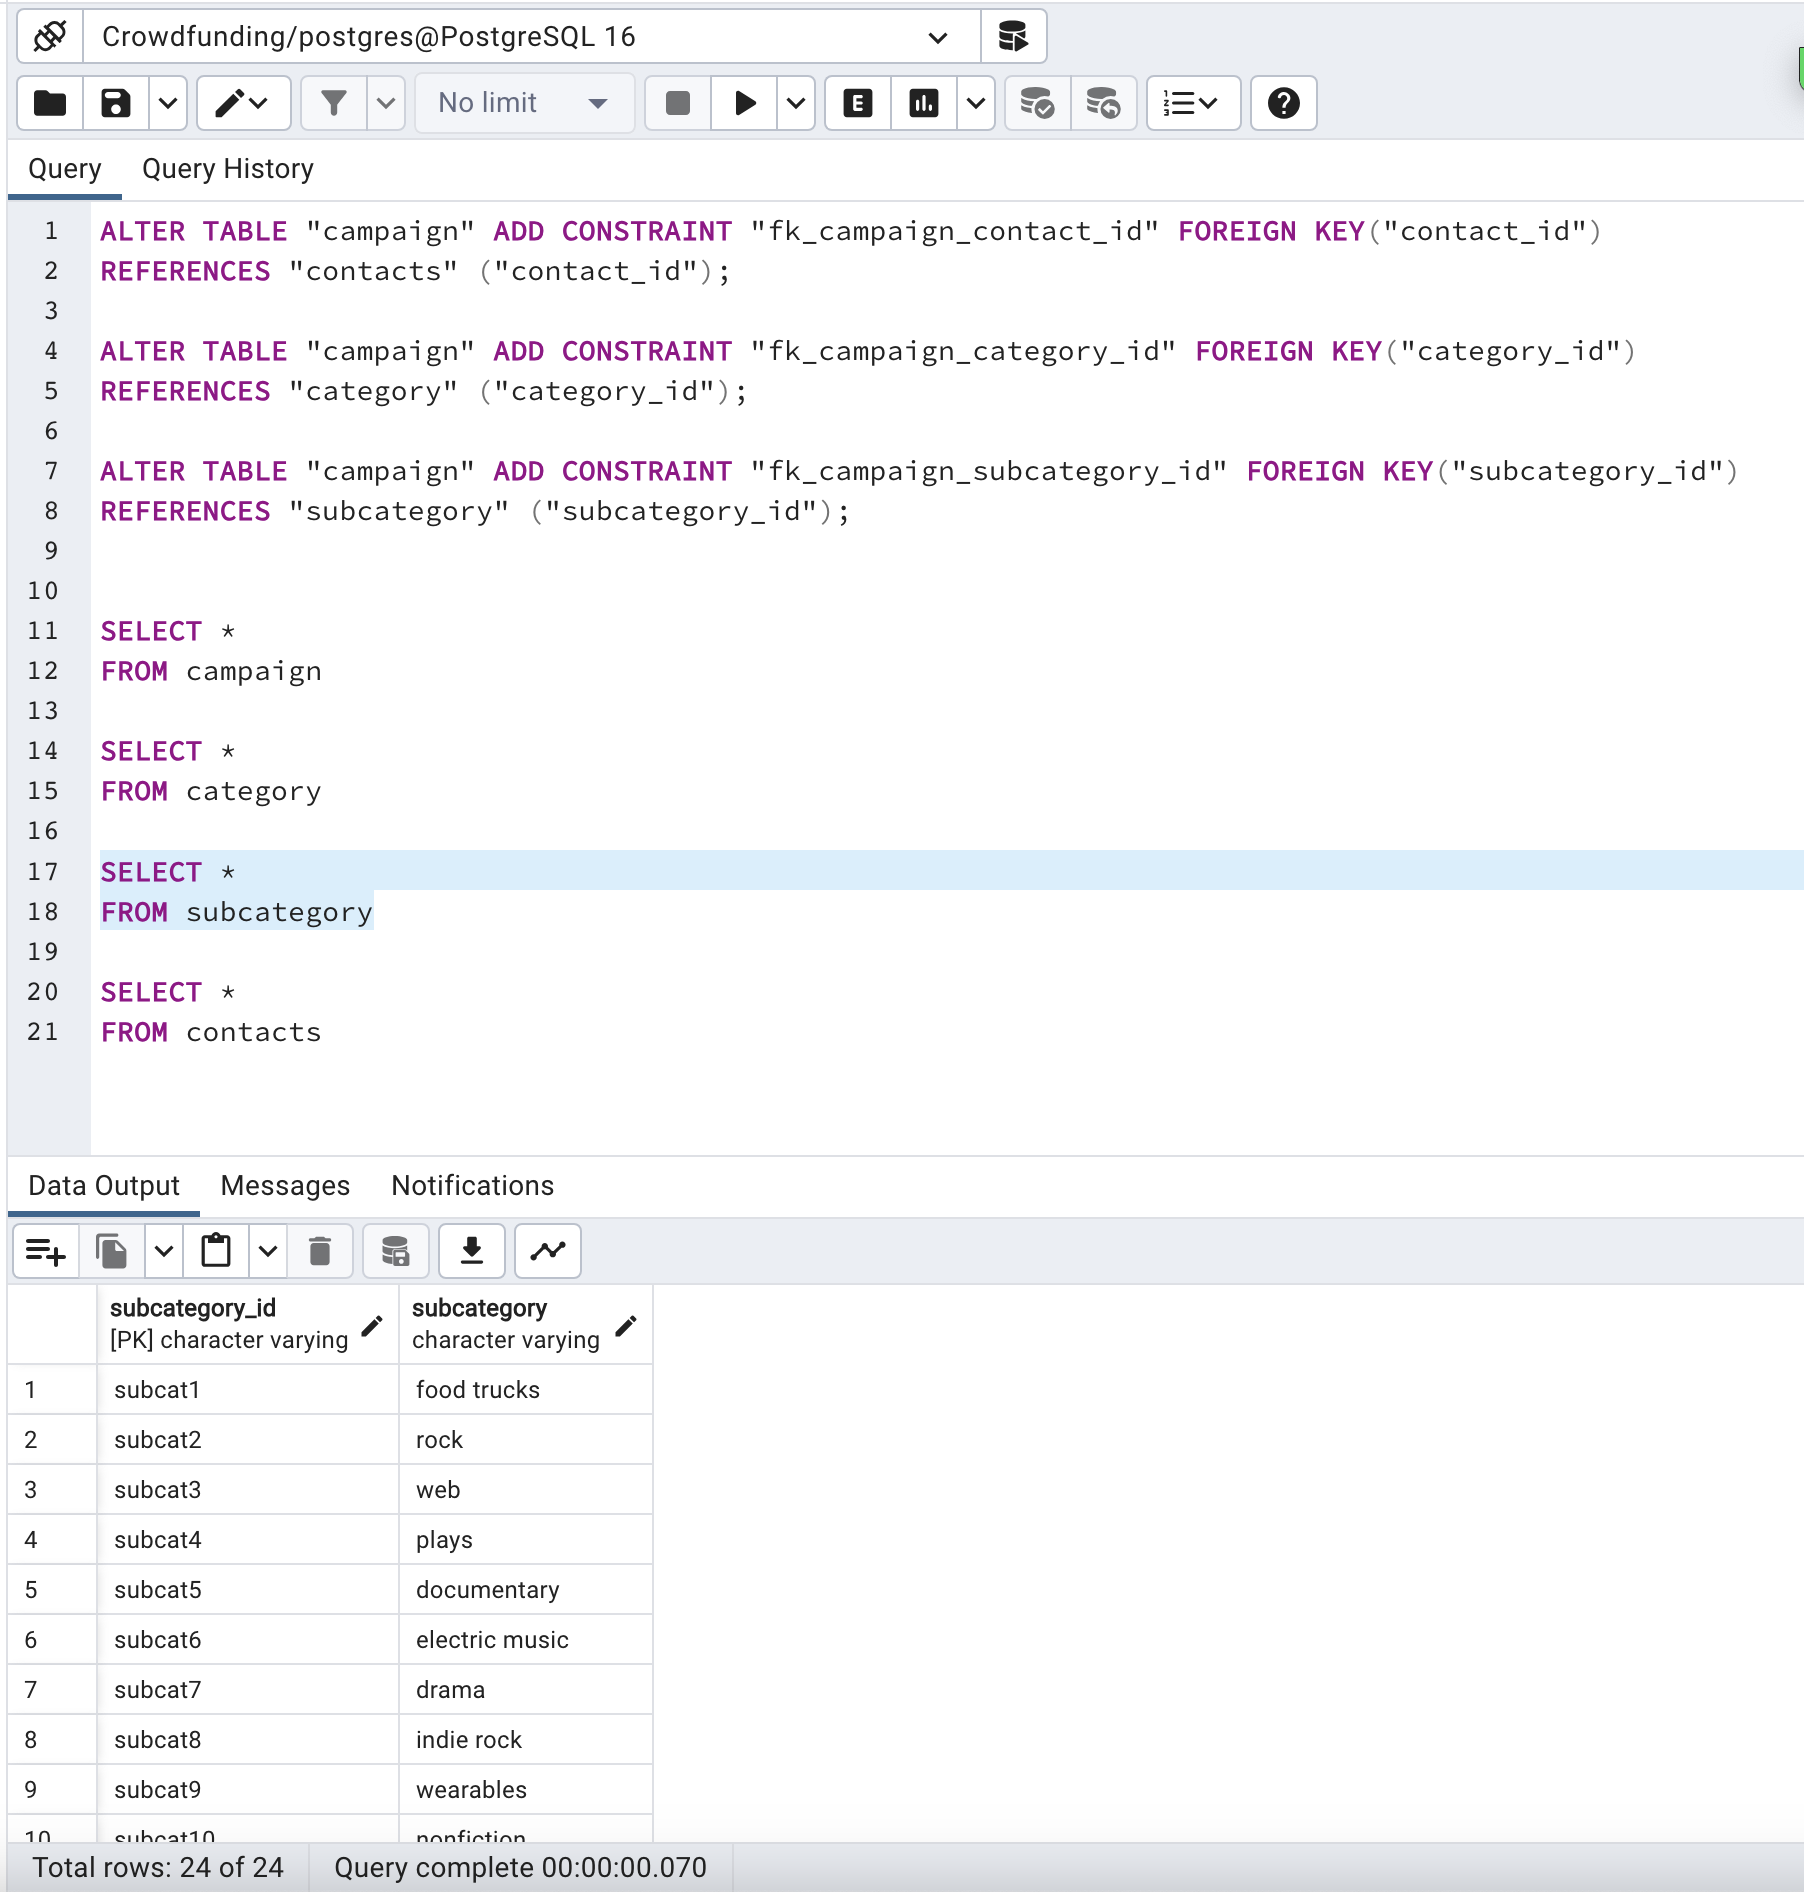 Crowdfunding/postgres@PostgreSQL 16
No limit
E
Query Query History
1 ALTER TABLE "campaign" ADD CONSTRAINT "fk_campaign_contact_id" FOREIGN KEY("contact_id")
2 REFERENCES "contacts" ("contact_id");
3
4 ALTER TABLE "campaign" ADD CONSTRAINT "fk_campaign_category_id" FOREIGN KEY("category_id")
5 REFERENCES "category" ("category_id");
6
7 ALTER TABLE "campaign" ADD CONSTRAINT "fk_campaign_subcategory_id" FOREIGN KEY("subcategory_id")
8 REFERENCES "subcategory" ("subcategory_id");
9
10
11 SELECT *
12 FROM campaign
13
14 SELECT *
15 FROM category
16
17 SELECT *
18 FROM subcategory
19
20 SELECT *
21 FROM contacts
Data Output Messages Notifications
subcategory_id subcategory
[PK] character varying character varying
1 subcat1 food trucks
2 subcat2 rock
3 subcat3 web
4 subcat4 plays
5 subcat5 documentary
6 subcat6 electric music
7 subcat7 drama
8 subcat8 indie rock
9 subcat9 wearables
10 subcat10 nonfiction
Total rows: 24 of 24 Query complete 00:00:00.070